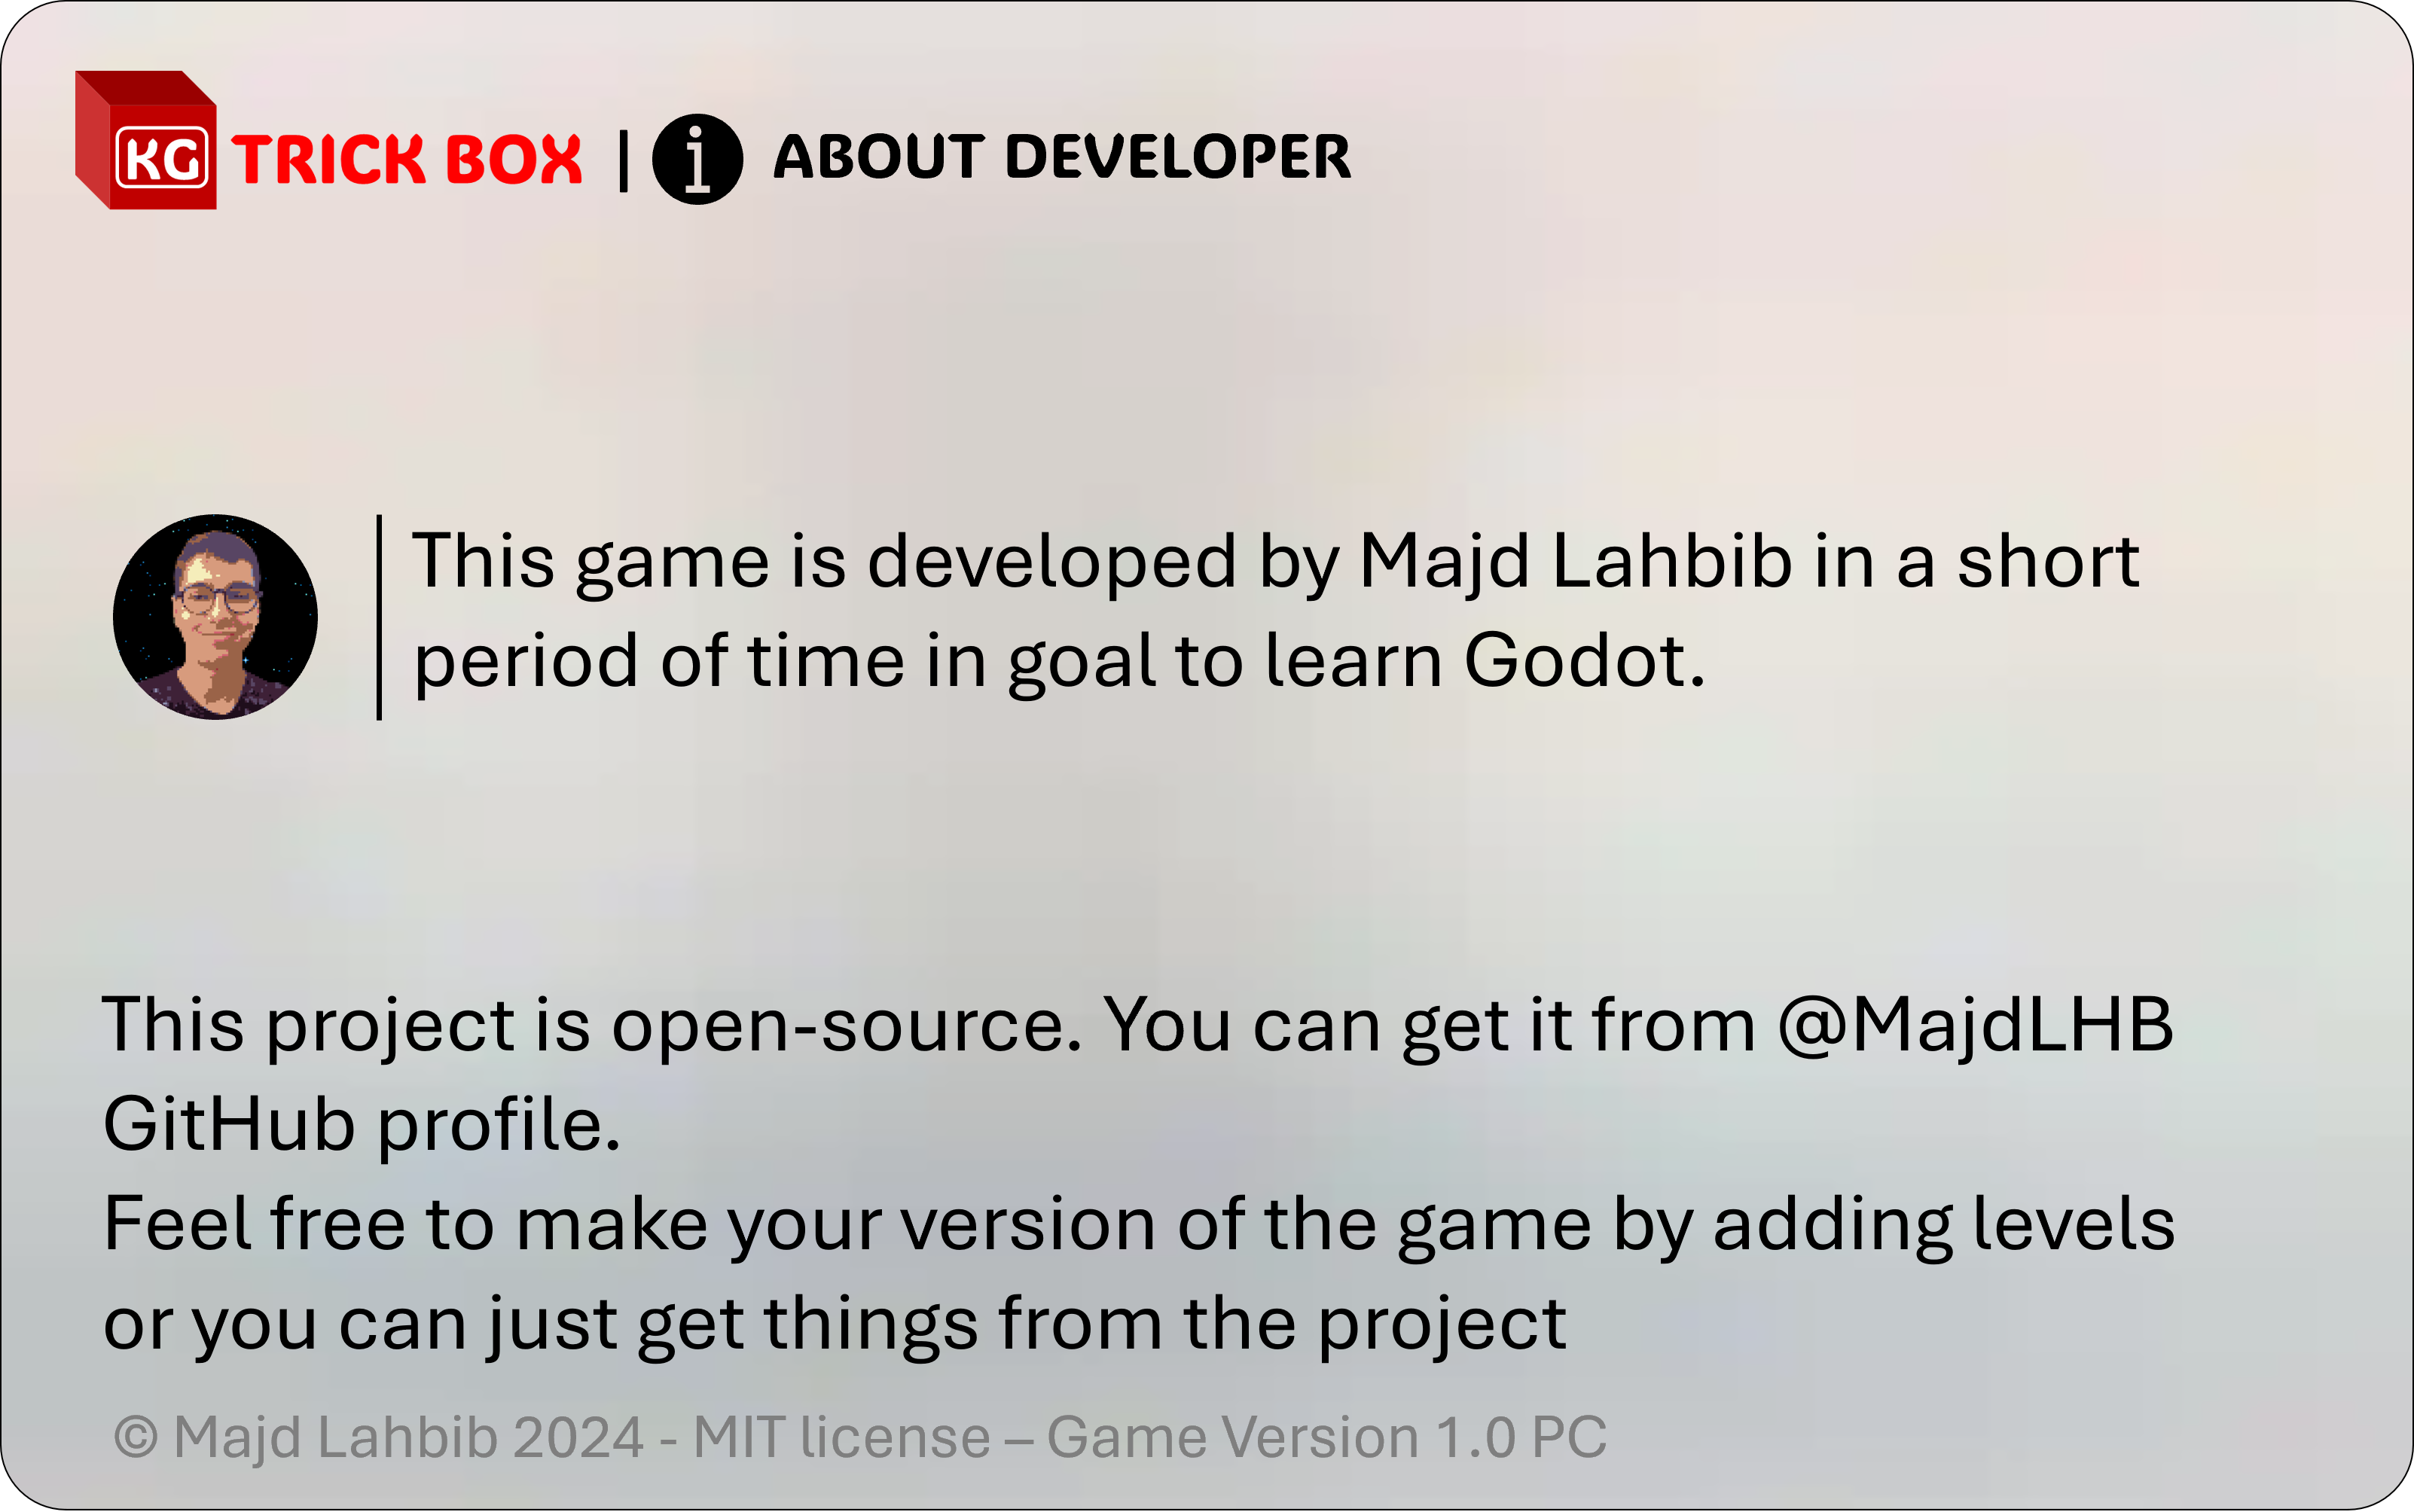 KG TRICK BOX | i ABOUT DEVELOPER
This game is developed by Majd Lahbib in a short
period of time in goal to learn Godot.
This project is open-source. You can get it from @MajdLHB
GitHub profile.
Feel free to make your version of the game by adding levels
or you can just get things from the project
© Majd Lahbib 2024 - MIT license – Game Version 1.0 PC